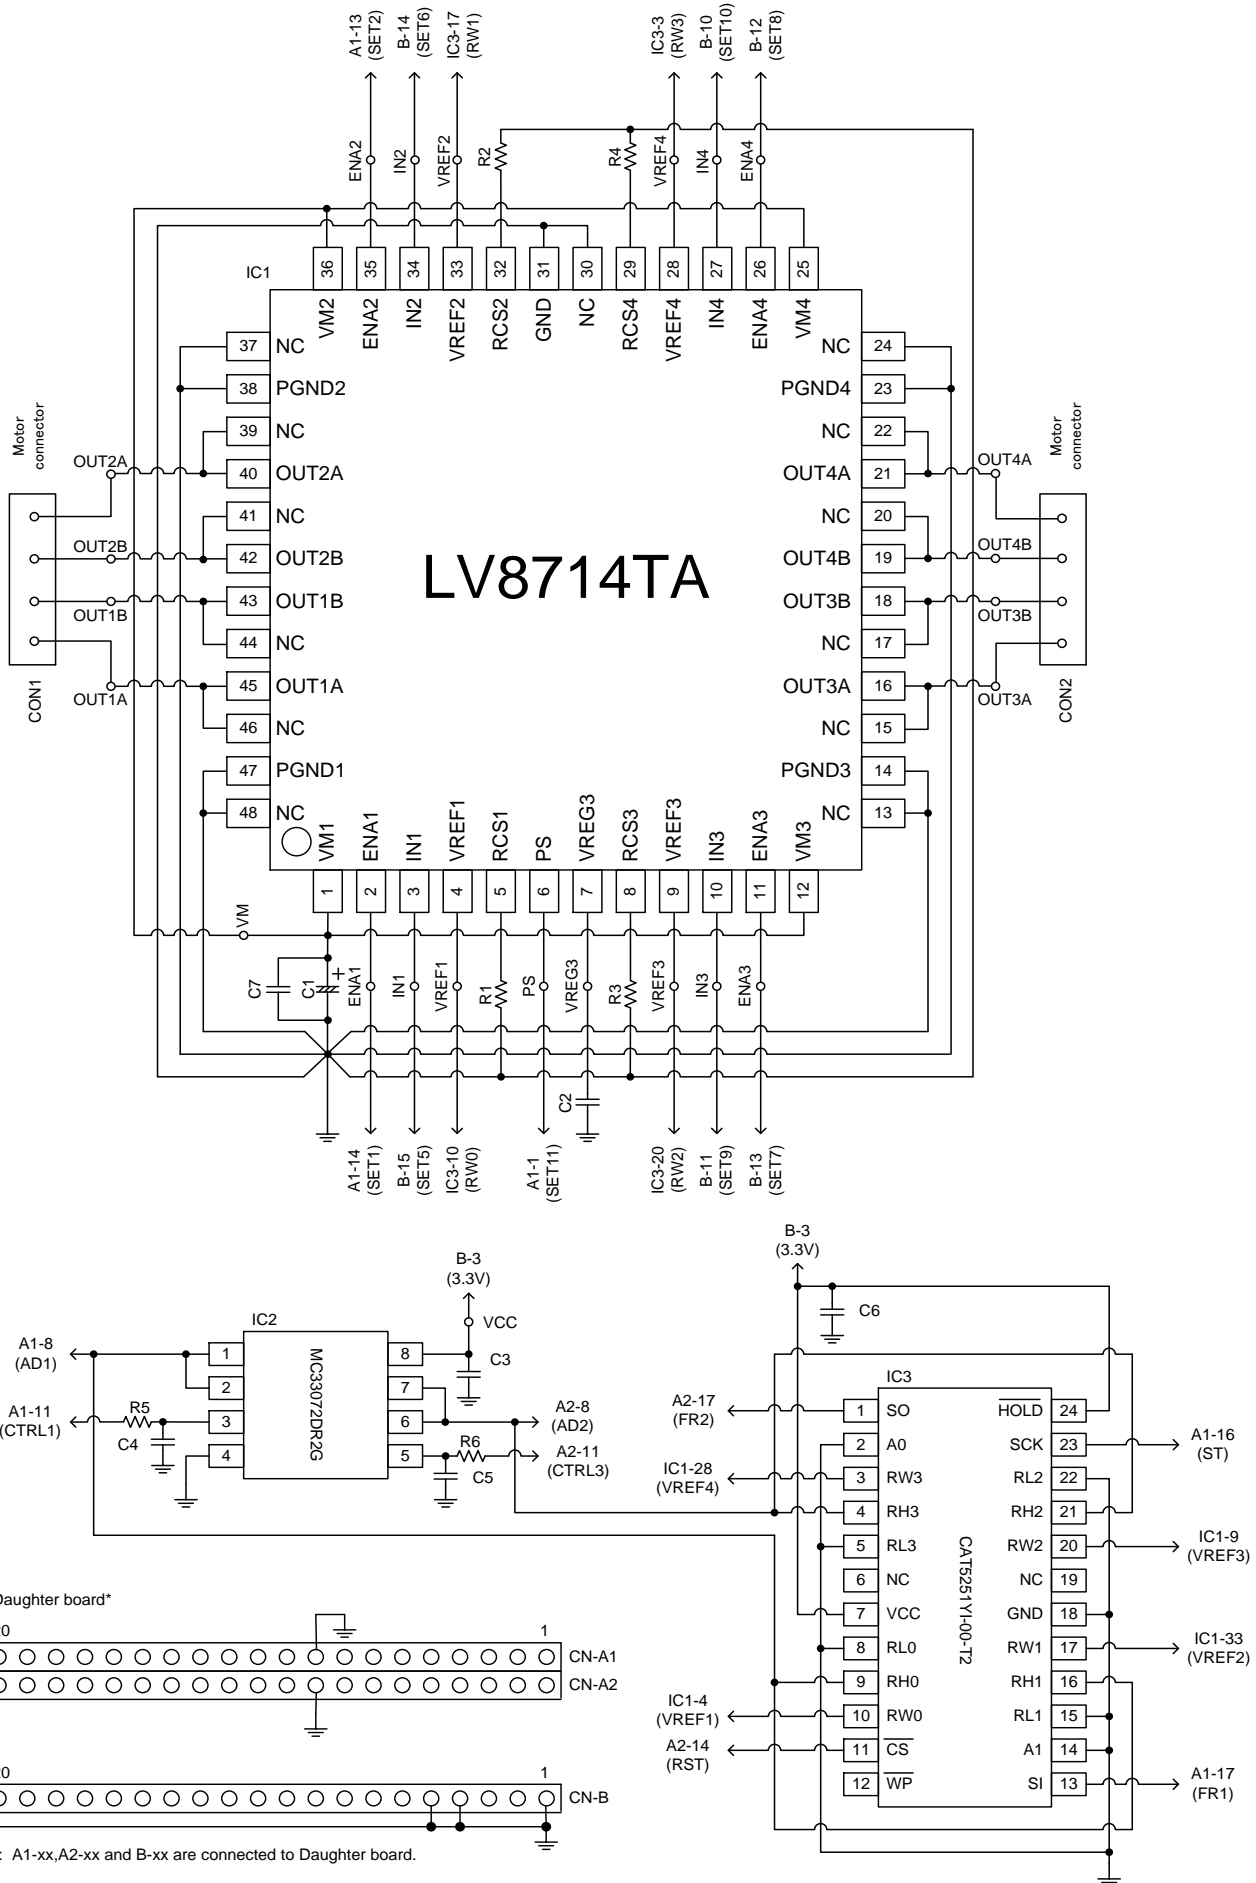 A1-13
(SET2)
B-14
(SET6)
IC3-17
(RW1)
IC3-3
(RW3)
B-10
(SET10)
B-12
(SET8)
ENA2
IN2
VREF2
R2
R4
VREF4
IN4
ENA4
IC1
36
35
34
33
32
31
30
29
28
27
26
25
VM2
ENA2
IN2
VREF2
RCS2
GND
NC
RCS4
VREF4
IN4
ENA4
VM4
37 NC
38 PGND2
39 NC
40 OUT2A
41 NC
42 OUT2B
43 OUT1B
44 NC
45 OUT1A
46 NC
47 PGND1
48 NC
NC 24
PGND4 23
NC 22
OUT4A 21
NC 20
OUT4B 19
OUT3B 18
NC 17
OUT3A 16
NC 15
PGND3 14
NC 13
LV8714TA
Motor
connector
OUT2A
OUT2B
OUT1B
OUT1A
CON1
Motor
connector
OUT4A
OUT4B
OUT3B
OUT3A
CON2
VM1
ENA1
IN1
VREF1
RCS1
PS
VREG3
RCS3
VREF3
IN3
ENA3
VM3
1
2
3
4
5
6
7
8
9
10
11
12
VM
C7
C1
+
ENA1
IN1
VREF1
R1
PS
VREG3
R3
VREF3
IN3
ENA3
C2
A1-14
(SET1)
B-15
(SET5)
IC3-10
(RW0)
A1-1
(SET11)
IC3-20
(RW2)
B-11
(SET9)
B-13
(SET7)
B-3
(3.3V)
VCC
IC2
MC33072DR2G
1
2
3
4
8
7
6
5
A1-8
(AD1)
A1-11
(CTRL1)
R5
C4
C3
A2-8
(AD2)
R6
A2-11
(CTRL3)
C5
B-3
(3.3V)
C6
IC3
CAT5251YI-00-T2
1 SO
2 A0
3 RW3
4 RH3
5 RL3
6 NC
7 VCC
8 RL0
9 RH0
10 RW0
11 CS
12 WP
HOLD 24
SCK 23
RL2 22
RH2 21
RW2 20
NC 19
GND 18
RW1 17
RH1 16
RL1 15
A1 14
SI 13
A2-17
(FR2)
IC1-28
(VREF4)
IC1-4
(VREF1)
A2-14
(RST)
A1-16
(ST)
IC1-9
(VREF3)
IC1-33
(VREF2)
A1-17
(FR1)
Daughter board*
20 1
CN-A1
CN-A2
20 1
CN-B
: A1-xx,A2-xx and B-xx are connected to Daughter board.